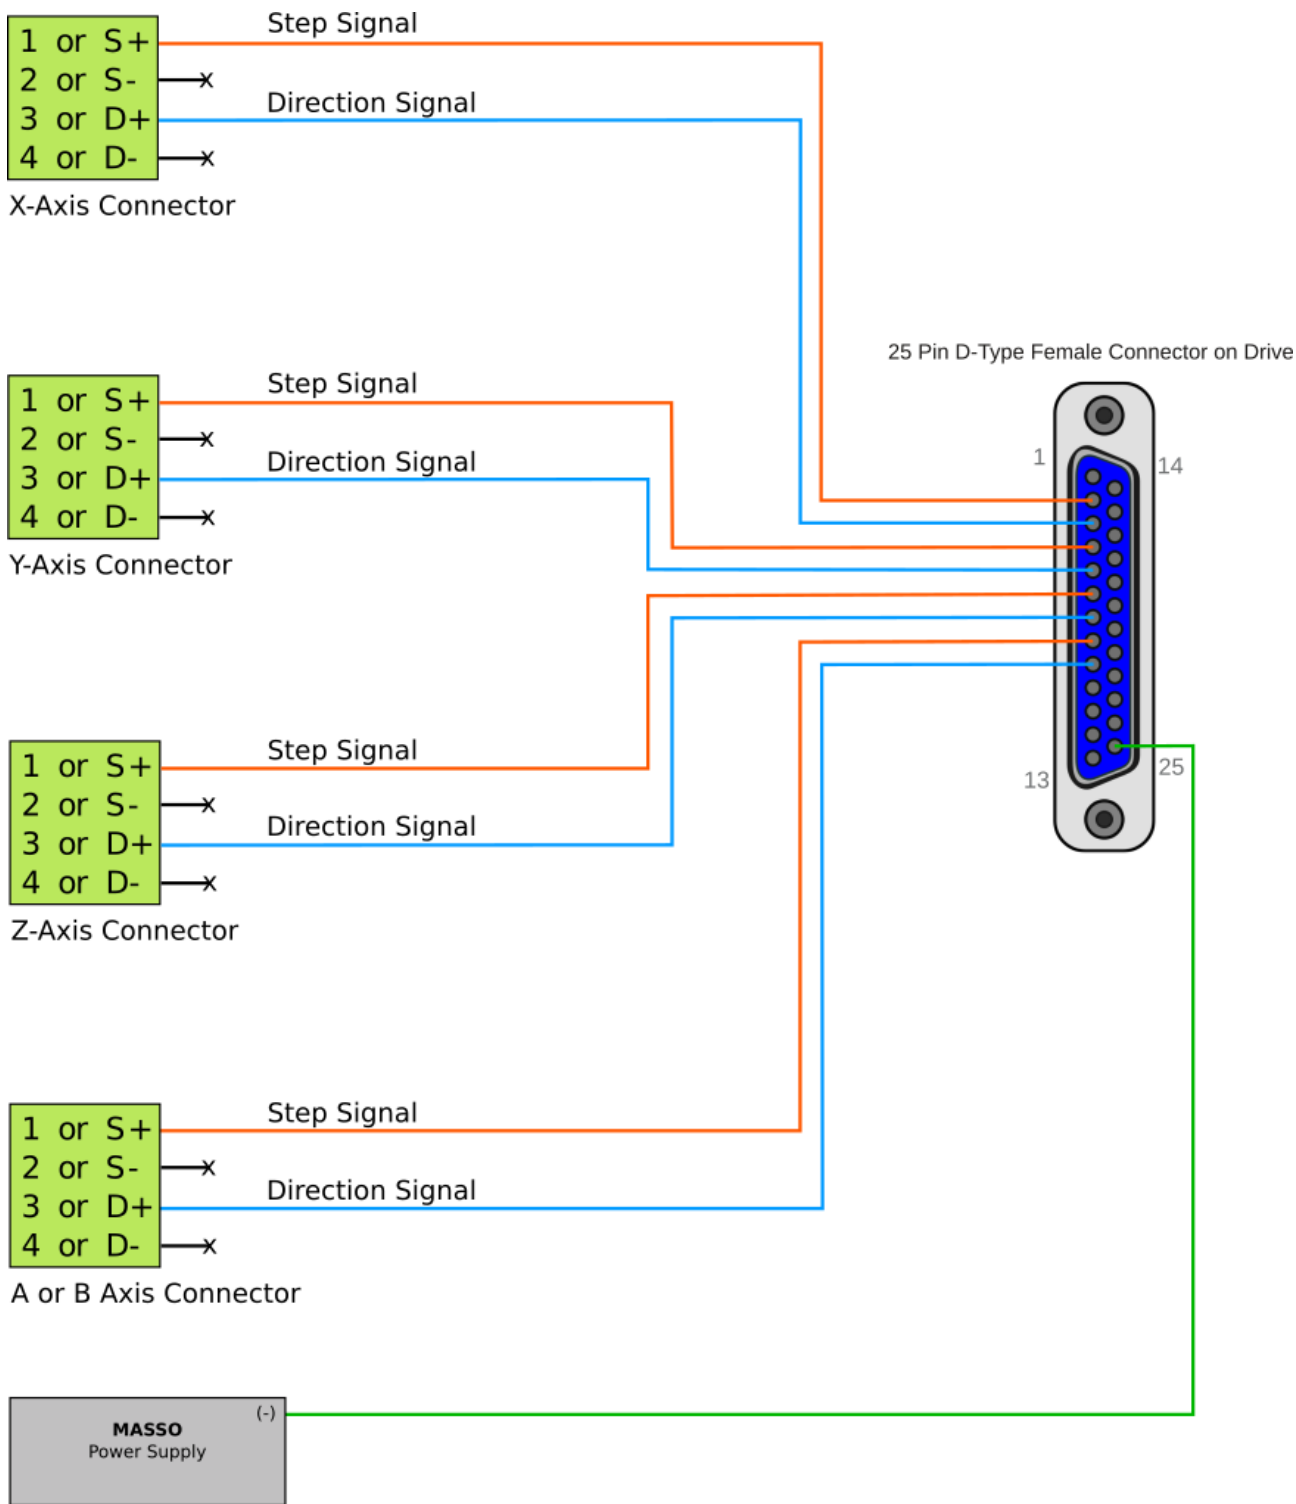 Step Signal
1 or S+
2 or S-
x
Direction Signal
3 or D+
4 or D-
x
X-Axis Connector
25 Pin D-Type Female Connector on Drive
1
14
13
25
Step Signal
1 or S+
2 or S-
x
Direction Signal
3 or D+
4 or D-
x
Y-Axis Connector
Step Signal
1 or S+
2 or S-
x
Direction Signal
3 or D+
4 or D-
x
Z-Axis Connector
Step Signal
1 or S+
2 or S-
x
Direction Signal
3 or D+
4 or D-
x
A or B Axis Connector
(-)
MASSO
Power Supply